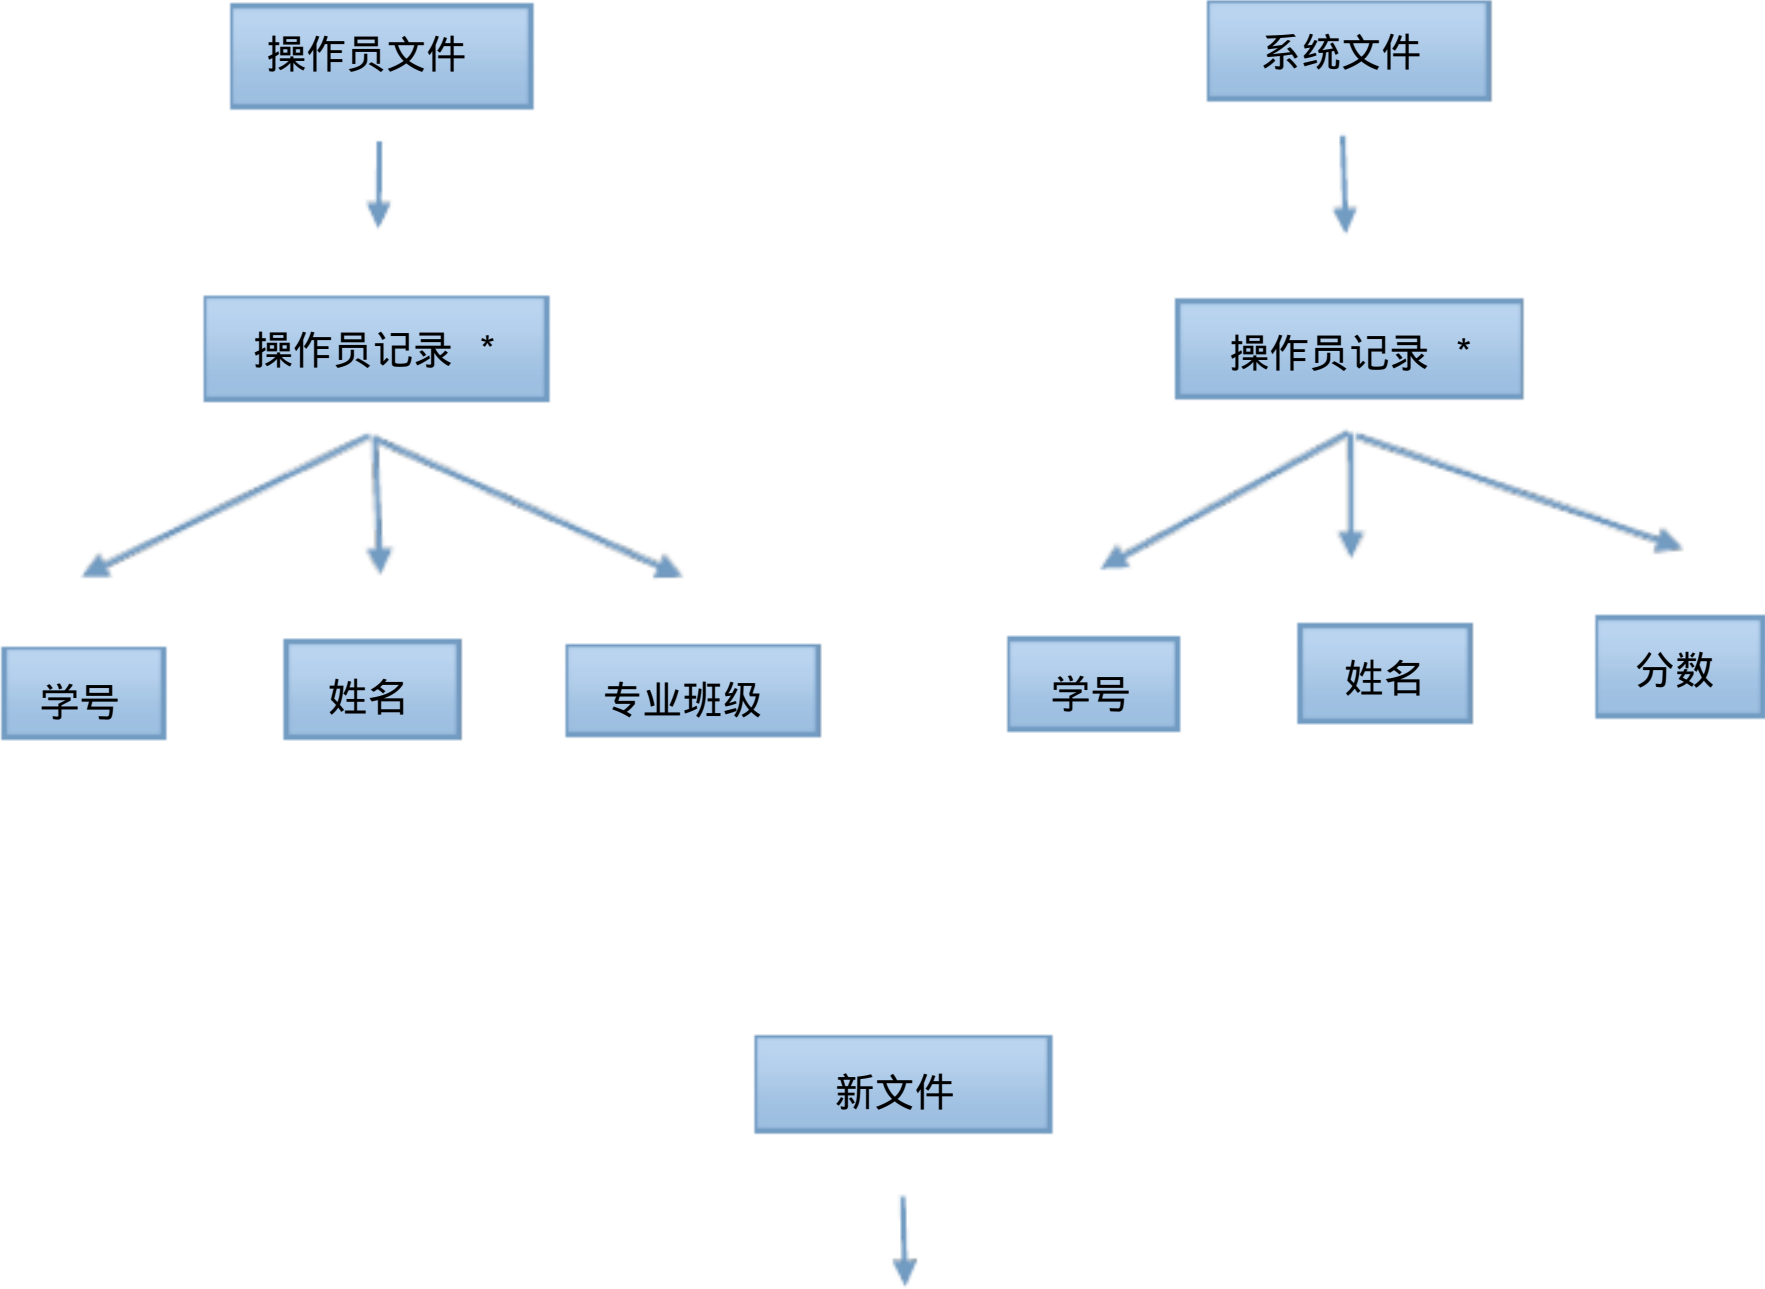 操作员文件
系统文件
操作员记录 *
操作员记录 *
学号
姓名
专业班级
学号
姓名
分数
新文件